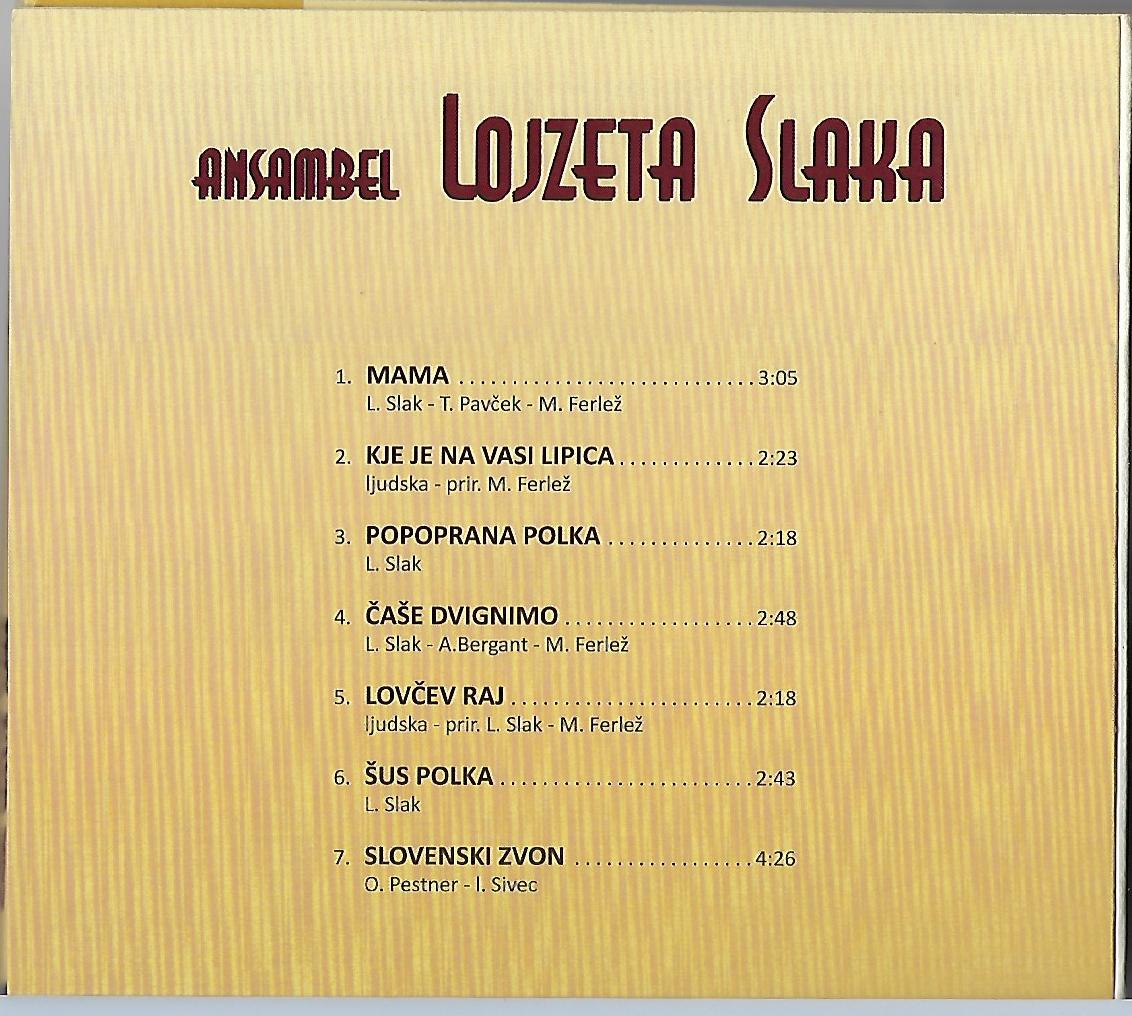 ANSAMBEL LOJZETA SLAKA
1. MAMA ............................ 3:05
L. Slak - T. Pavček - M. Ferlež
2. KJE JE NA VASI LIPICA ............. 2:23
ljudska - prir. M. Ferlež
3. POPOPRANA POLKA .............. 2:18
L. Slak
4. ČAŠE DVIGNIMO .................. 2:48
L. Slak - A.Bergant - M. Ferlež
5. LOVČEV RAJ ....................... 2:18
ljudska - prir. L. Slak - M. Ferlež
6. ŠUS POLKA ........................ 2:43
L. Slak
7. SLOVENSKI ZVON ................. 4:26
O. Pestner - I. Sivec